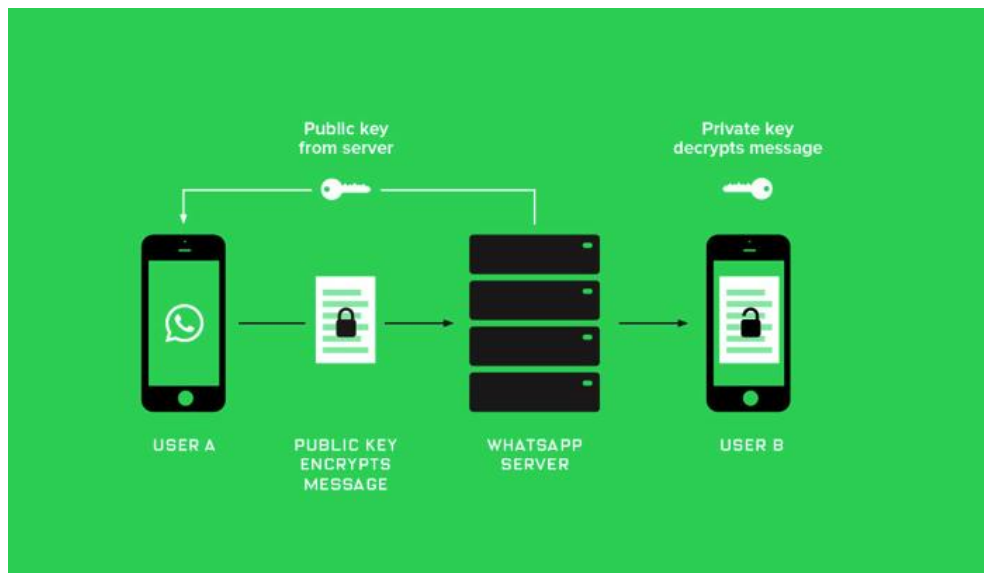 Public key
from server
Private key
decrypts message
USER A
PUBLIC KEY
ENCRYPTS
MESSAGE
WHATSAPP
SERVER
USER B